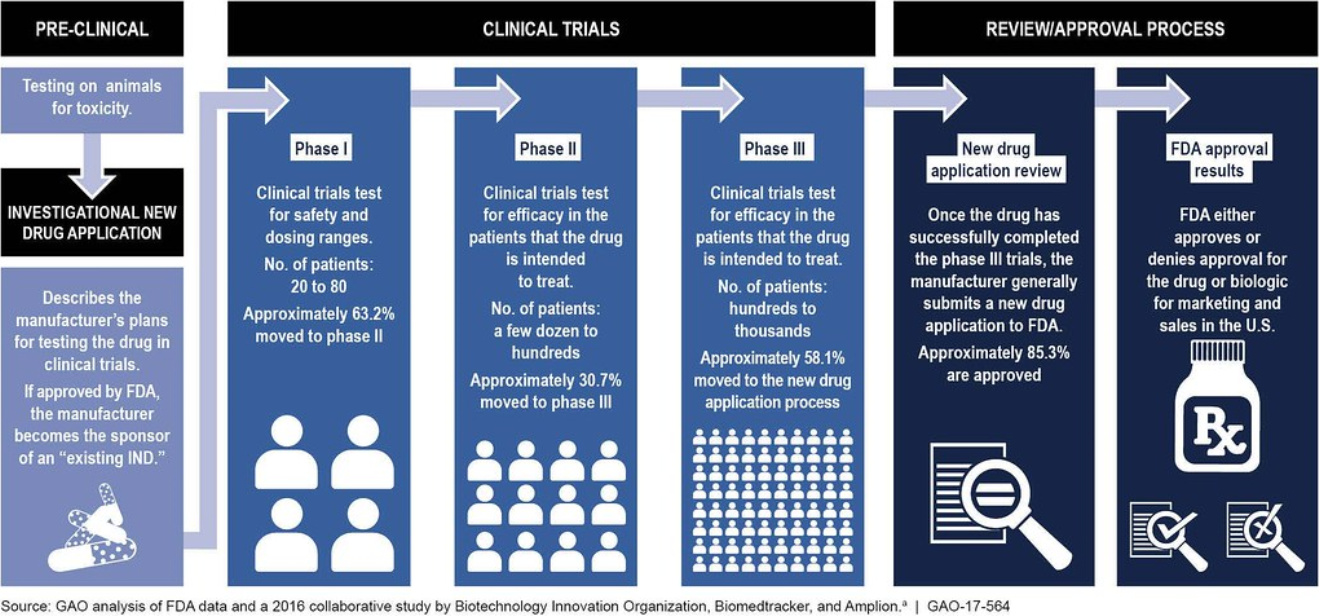 PRE-CLINICAL
Testing on animals
for toxicity.
INVESTIGATIONAL NEW
DRUG APPLICATION
Describes the
manufacturer's plans
for testing the drug in
clinical trials.
If approved by FDA,
the manufacturer
becomes the sponsor
of an “existing IND.”
CLINICAL TRIALS
Phase I
Clinical trials test
for safety and
dosing ranges.
No. of patients:
20 to 80
Approximately 63.2%
moved to phase II
Phase II
Clinical trials test
for efficacy in the
patients that the drug
is intended
to treat.
No. of patients:
a few dozen to
hundreds
Approximately 30.7%
moved to phase III
Phase III
Clinical trials test
for efficacy in the
patients that the drug
is intended to treat.
No. of patients:
hundreds to
thousands
Approximately 58.1%
moved to the new drug
application process
REVIEW/APPROVAL PROCESS
New drug
application review
Once the drug has
successfully completed
the phase III trials, the
manufacturer generally
submits a new drug
application to FDA.
Approximately 85.3%
are approved
FDA approval
results
FDA either
approves or
denies approval for
the drug or biologic
for marketing and
sales in the U.S.
Rx
Source: GAO analysis of FDA data and a 2016 collaborative study by Biotechnology Innovation Organization, Biomedtracker, and Amplion.ª | GAO-17-564